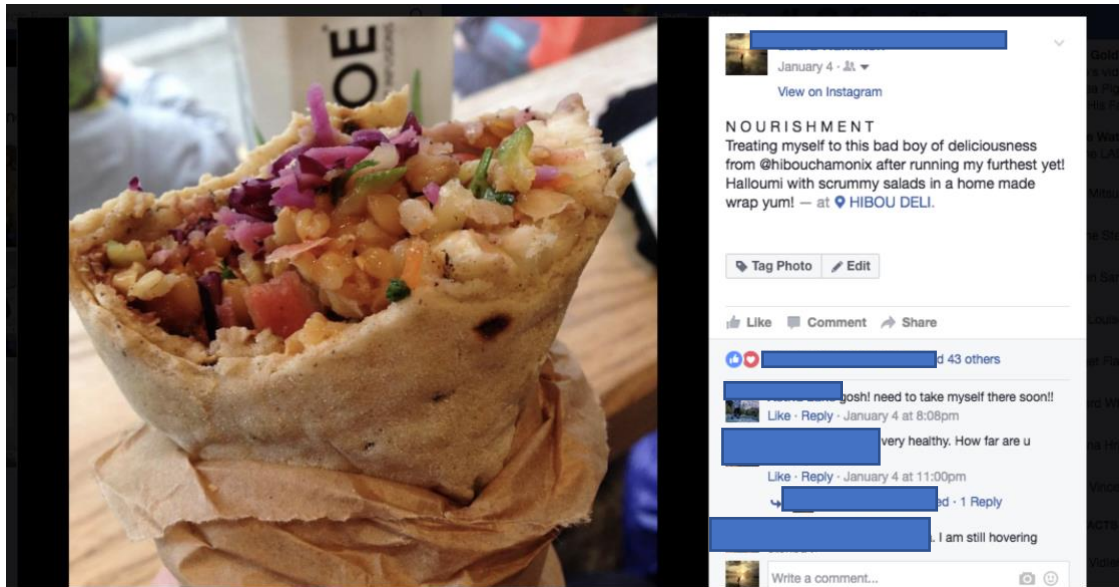 OE
INFUSIONS
January 4 ·
View on Instagram
N O U R I S H M E N T
Treating myself to this bad boy of deliciousness
from @hibouchamonix after running my furthest yet!
Halloumi with scrummy salads in a home made
wrap yum! — at HIBOU DELI.
Tag Photo Edit
Like Comment Share
d 43 others
gosh! need to take myself there soon!!
Like · Reply · January 4 at 8:08pm
very healthy. How far are u
Like · Reply · January 4 at 11:00pm
ed · 1 Reply
. I am still hovering
Write a comment...